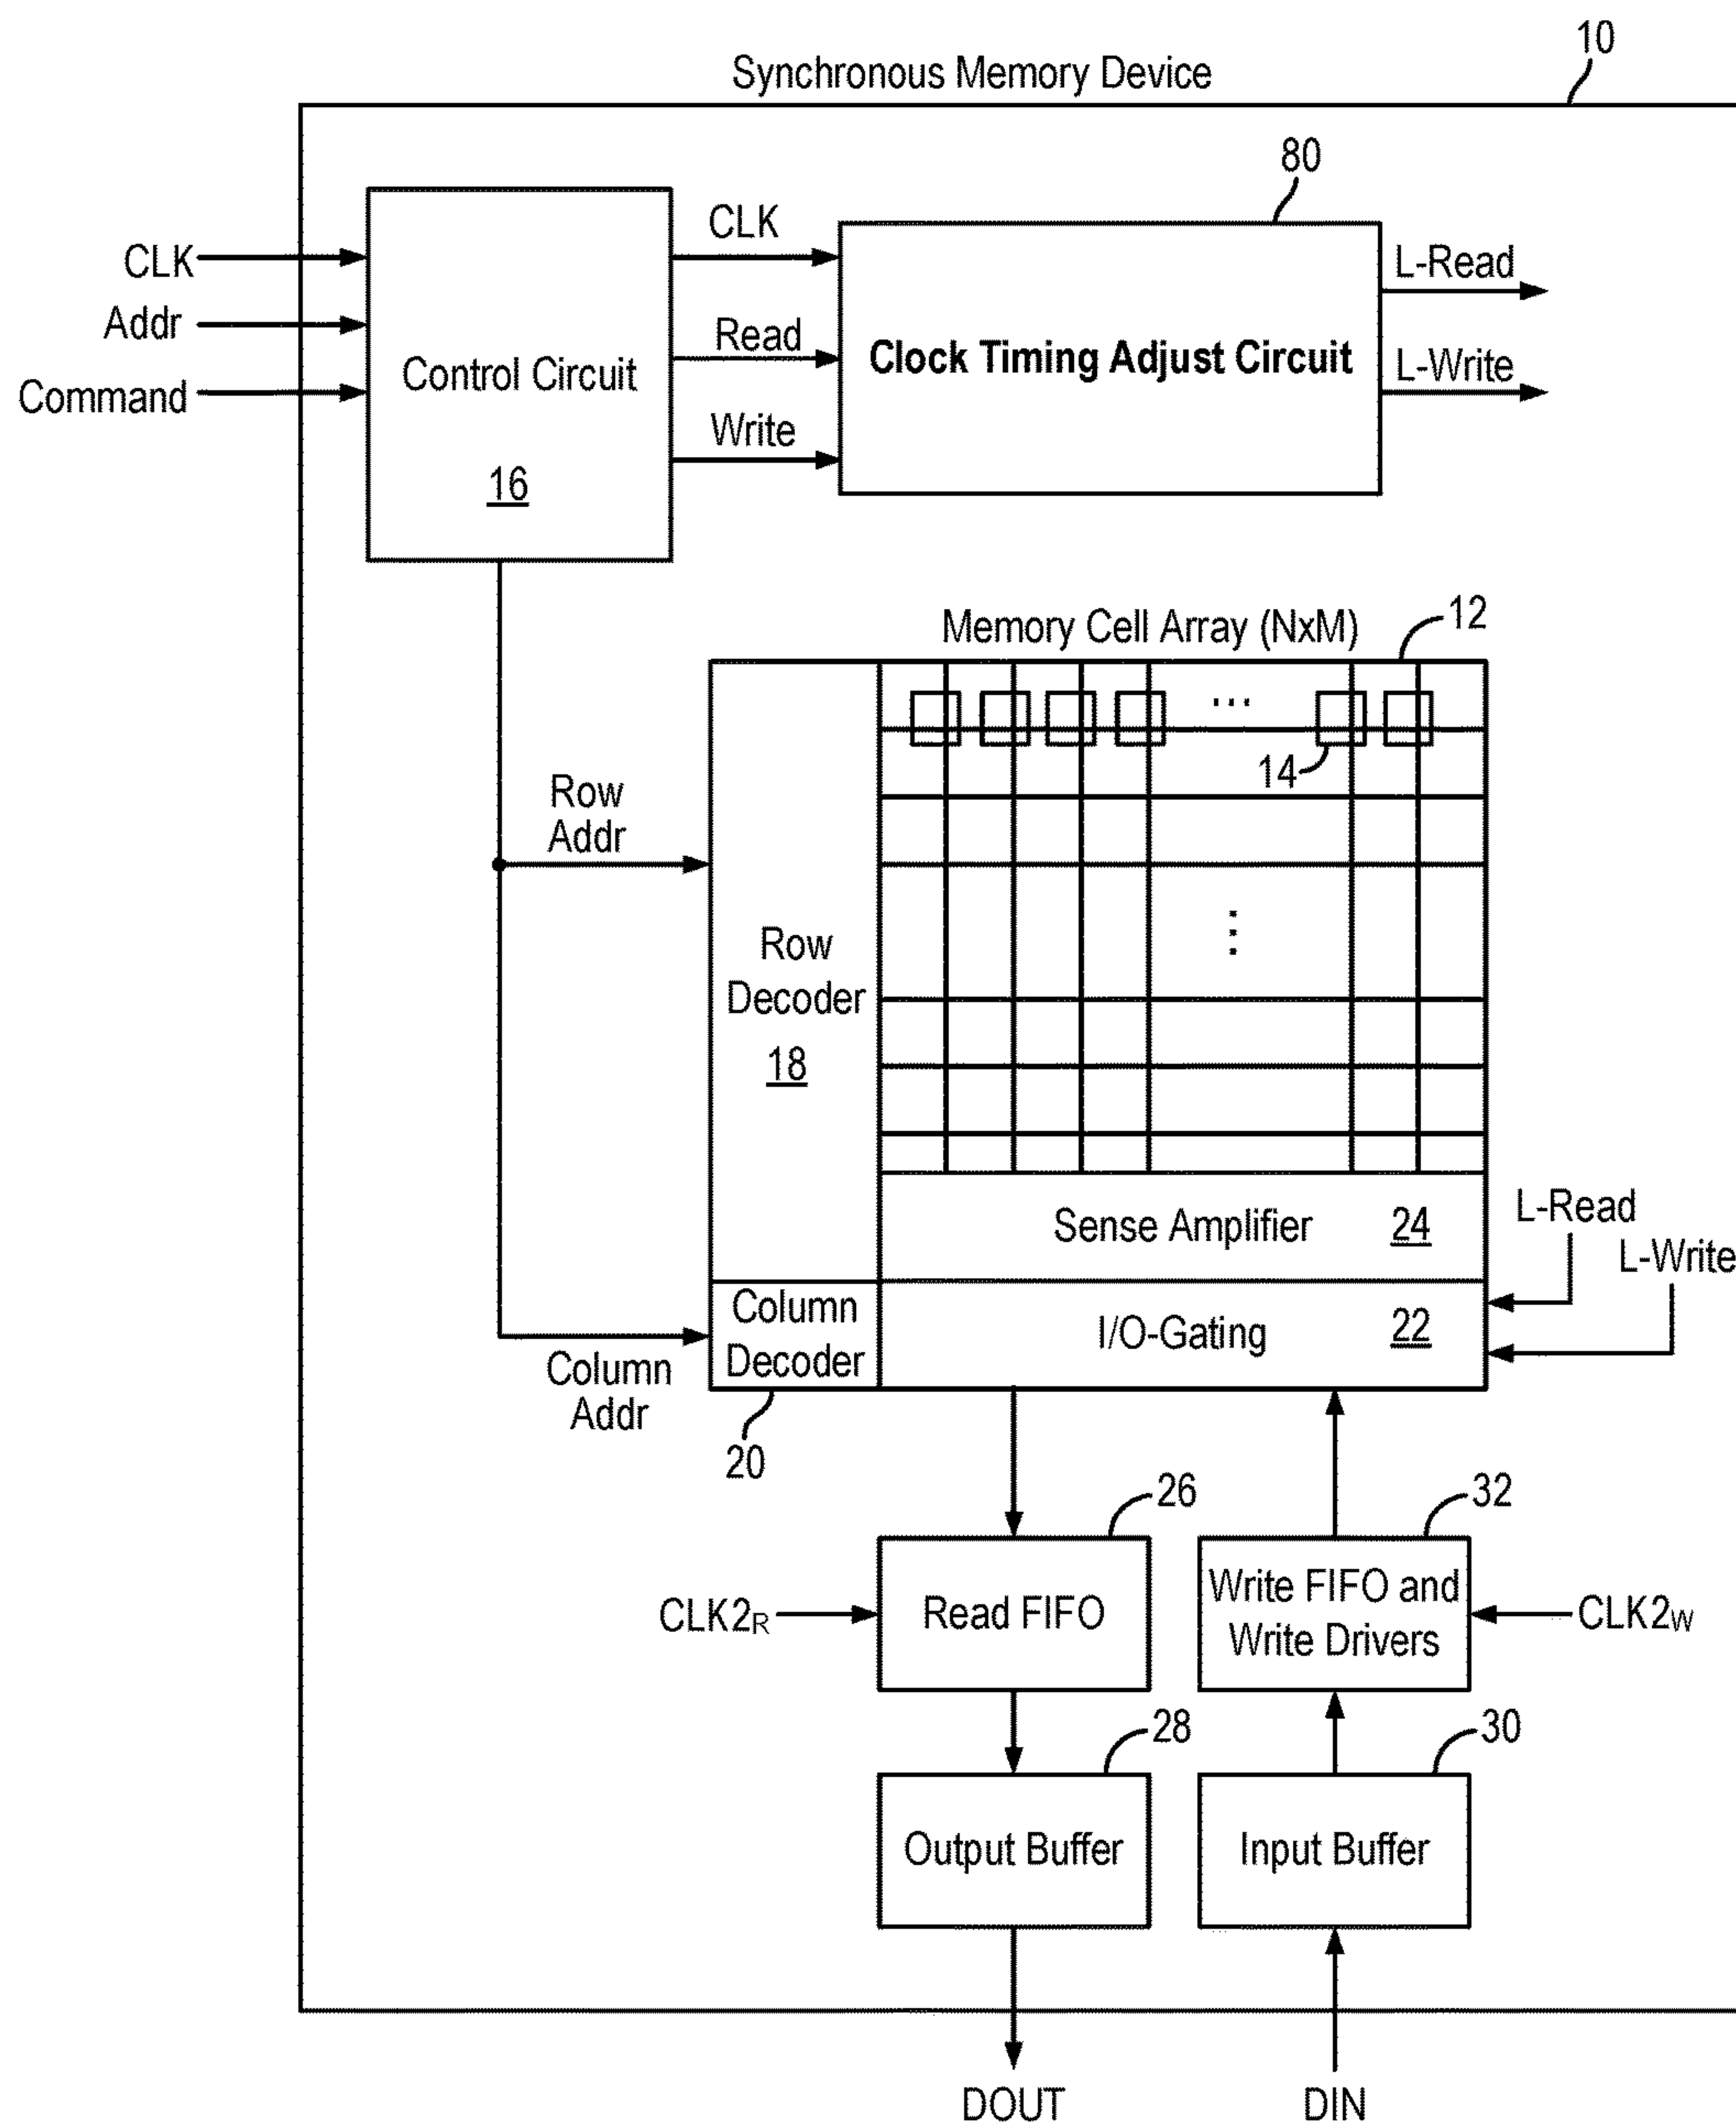 10
Synchronous Memory Device
80
CLK
Addr
Command
Control Circuit
16
CLK
Read
Write
Clock Timing Adjust Circuit
L-Read
L-Write
Memory Cell Array (NxM)
12
...
14
Row
Addr
Row
Decoder
18
Sense Amplifier 24
L-Read
L-Write
Column
Decoder
I/O-Gating 22
Column
Addr
20
26
32
CLK2R
Read FIFO
Write FIFO and
Write Drivers
CLK2W
28
30
Output Buffer
Input Buffer
DOUT
DIN